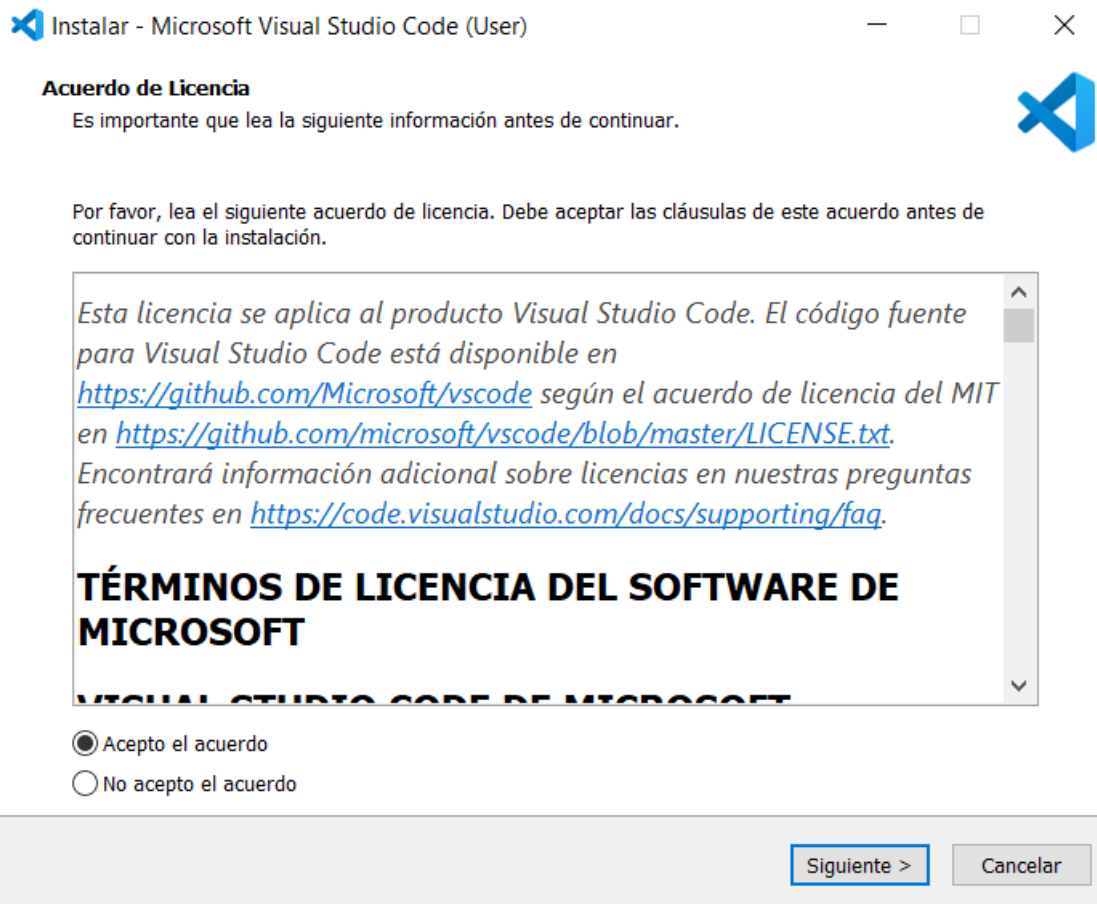 Instalar - Microsoft Visual Studio Code (User)
Acuerdo de Licencia
Es importante que lea la siguiente información antes de continuar.
Por favor, lea el siguiente acuerdo de licencia. Debe aceptar las cláusulas de este acuerdo antes de
continuar con la instalación.
Esta licencia se aplica al producto Visual Studio Code. El código fuente
para Visual Studio Code está disponible en
https://github.com/Microsoft/vscode según el acuerdo de licencia del MIT
en https://github.com/microsoft/vscode/blob/master/LICENSE.txt.
Encontrará información adicional sobre licencias en nuestras preguntas
frecuentes en https://code.visualstudio.com/docs/supporting/faq.
TÉRMINOS DE LICENCIA DEL SOFTWARE DE
MICROSOFT
VISUAL STUDIO CODE DE MICROSOFT
Acepto el acuerdo
No acepto el acuerdo
Siguiente >
Cancelar